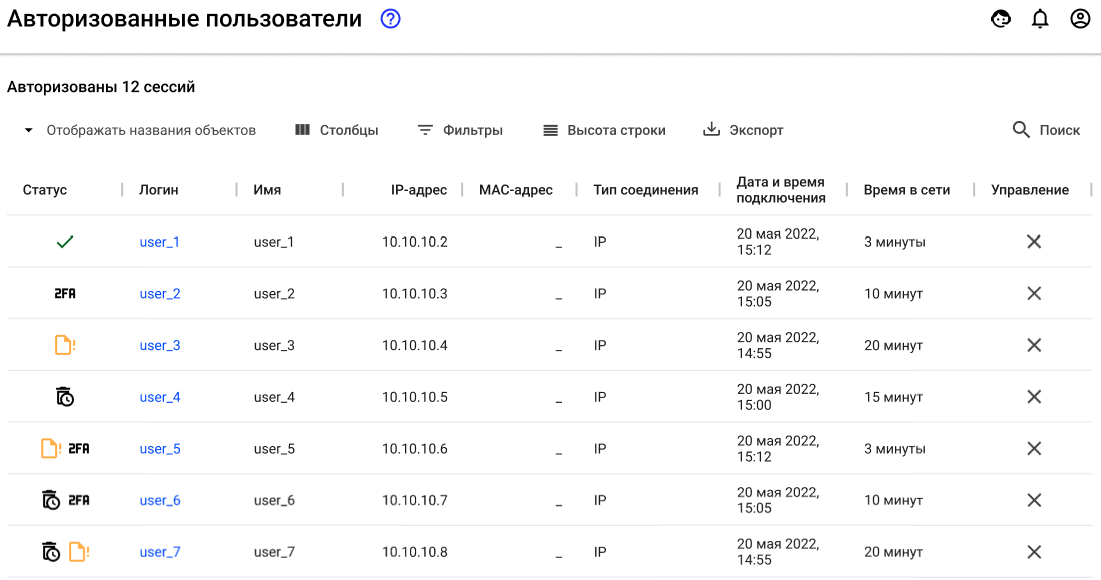 Авторизованные пользователи ?
Авторизованы 12 сессий
Отображать названия объектов Столбцы Фильтры Высота строки Экспорт Поиск
Статус Логин Имя IP-адрес MAC-адрес Тип соединения Дата и время подключения Время в сети Управление
user_1 user_1 10.10.10.2 _ IP 20 мая 2022, 15:12 3 минуты
2FA user_2 user_2 10.10.10.3 _ IP 20 мая 2022, 15:05 10 минут
! user_3 user_3 10.10.10.4 _ IP 20 мая 2022, 14:55 20 минут
user_4 user_4 10.10.10.5 _ IP 20 мая 2022, 15:00 15 минут
! 2FA user_5 user_5 10.10.10.6 _ IP 20 мая 2022, 15:12 3 минуты
2FA user_6 user_6 10.10.10.7 _ IP 20 мая 2022, 15:05 10 минут
! user_7 user_7 10.10.10.8 _ IP 20 мая 2022, 14:55 20 минут